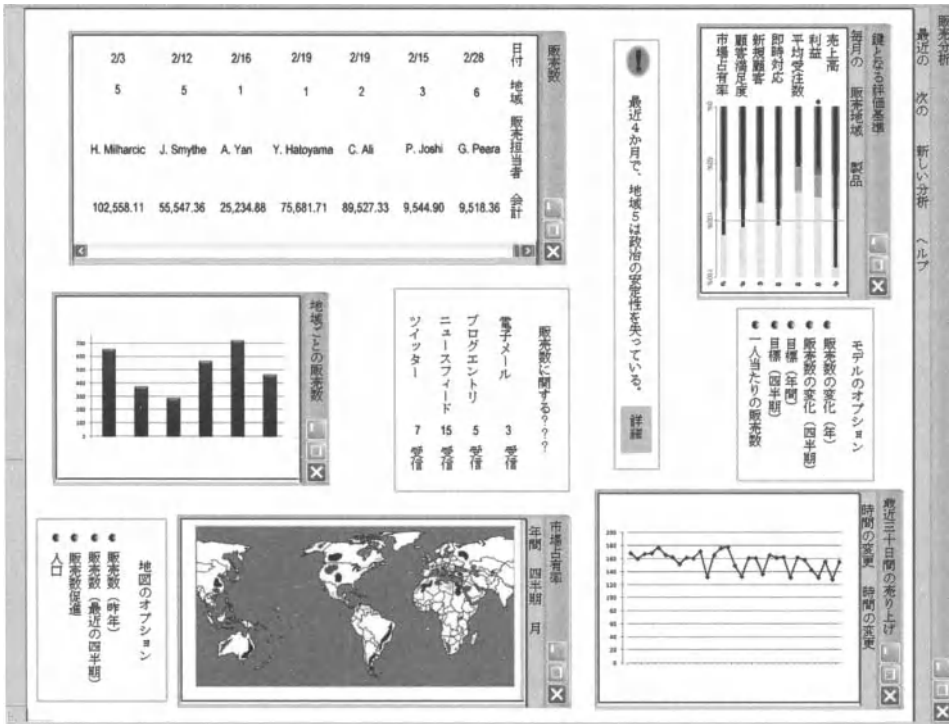 販売分析
最近の 次の 新しい分析 ヘルプ
鍵となる評価基準
毎月の 販売地域 製品
売上高
利益
平均受注数
即時対応
新規顧客
顧客満足度
市場占有率
0% 50% 100% 150%
モデルのオプション
販売数の変化(年)
販売数の変化(四半期)
目標(年間)
目標(四半期)
一人当たりの販売数
最近三十日間の売り上げ
時間の変更 時間の変更
最近4か月で、地域5は政治の安定性を失っている。 詳細
販売数
日付 地域 販売担当者 会計
2/28 6 G. Peera 9,518.36
2/15 3 P. Joshi 9,544.90
2/19 2 C. Ali 89,527.33
2/19 1 Y. Hatoyama 75,681.71
2/16 1 A. Yan 25,234.88
2/12 5 J. Smythe 55,547.36
2/3 5 H. Milharcic 102,558.11
販売数に関する???
電子メール 3 受信
ブログエントリ 5 受信
ニュースフィード 15 受信
ツイッター 7 受信
市場占有率
年間 四半期 月
地域ごとの販売数
700
600
500
400
300
200
100
0
地図のオプション
販売数(昨年)
販売数(最近の四半期)
販売数促進
人口